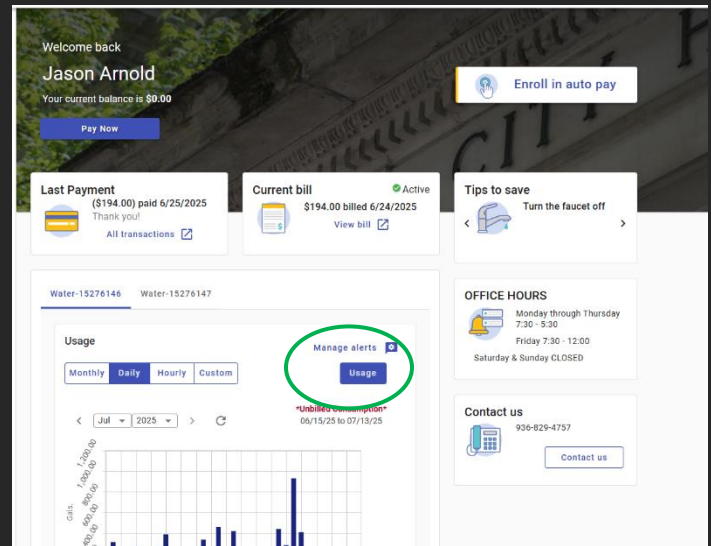 Welcome back
Jason Arnold
Your current balance is $0.00
Pay Now
Enroll in auto pay
CITY H
Last Payment
($194.00) paid 6/25/2025
Thank you!
All transactions
Current bill
Active
$194.00 billed 6/24/2025
View bill
Tips to save
Turn the faucet off
Water-15276146
Water-15276147
Usage
Manage alerts
Monthly Daily Hourly Custom
Usage
Jul 2025
*Unbilled Consumption*
06/15/25 to 07/13/25
1,200.00
1,000.00
800.00
600.00
400.00
Gals.
OFFICE HOURS
Monday through Thursday
7:30 - 5:30
Friday 7:30 - 12:00
Saturday & Sunday CLOSED
Contact us
936-829-4757
Contact us